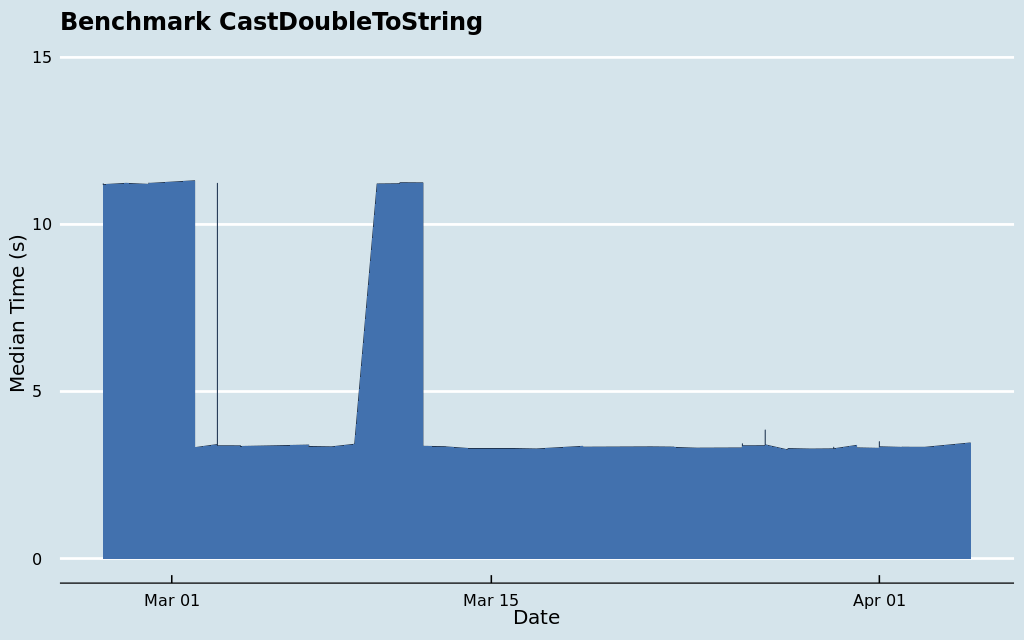 Benchmark CastDoubleToString
15
10
5
0
Median Time (s)
Mar 01
Mar 15
Apr 01
Date